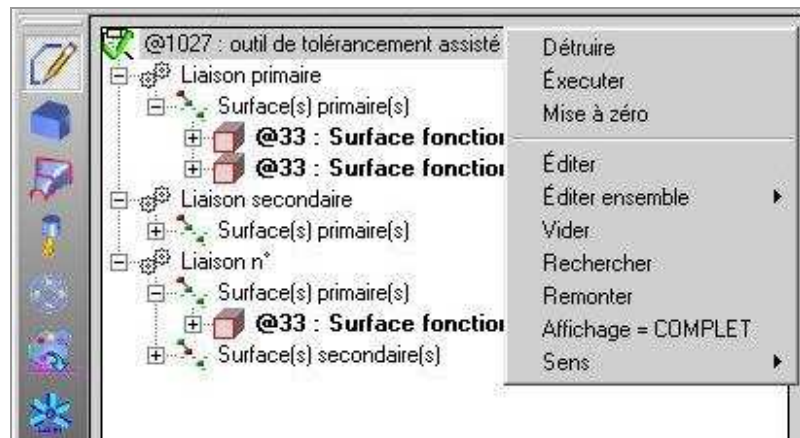 @1027 : outil de tolérancement assisté
Liaison primaire
Surface(s) primaire(s)
@33 : Surface fonction
@33 : Surface fonction
Liaison secondaire
Surface(s) primaire(s)
Liaison n°
Surface(s) primaire(s)
@33 : Surface fonction
Surface(s) secondaire(s)
Détruire
Éxecuter
Mise à zéro
Éditer
Éditer ensemble
Vider
Rechercher
Remonter
Affichage = COMPLET
Sens